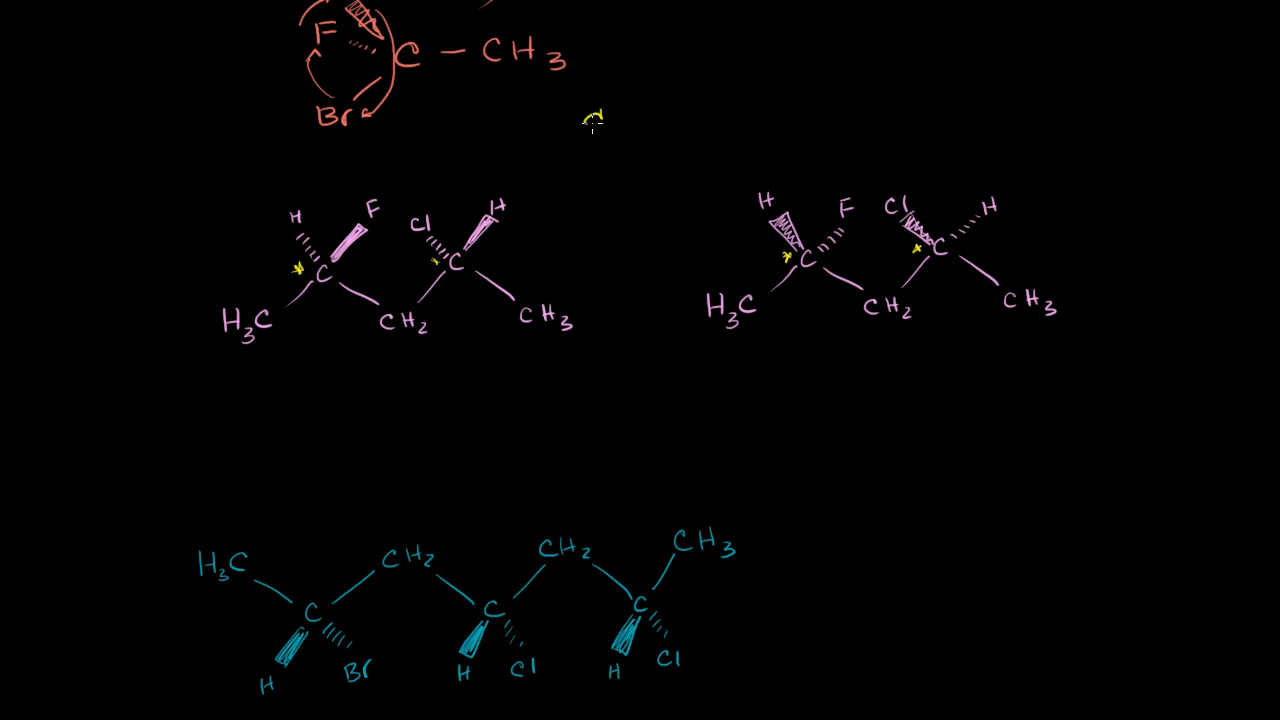 F C - CH3
Br
H F Cl H
C C
H3C CH2 CH3
H F Cl H
C C
H3C CH2 CH3
H3C CH2 CH2 CH3
C C C
H Br H Cl H Cl